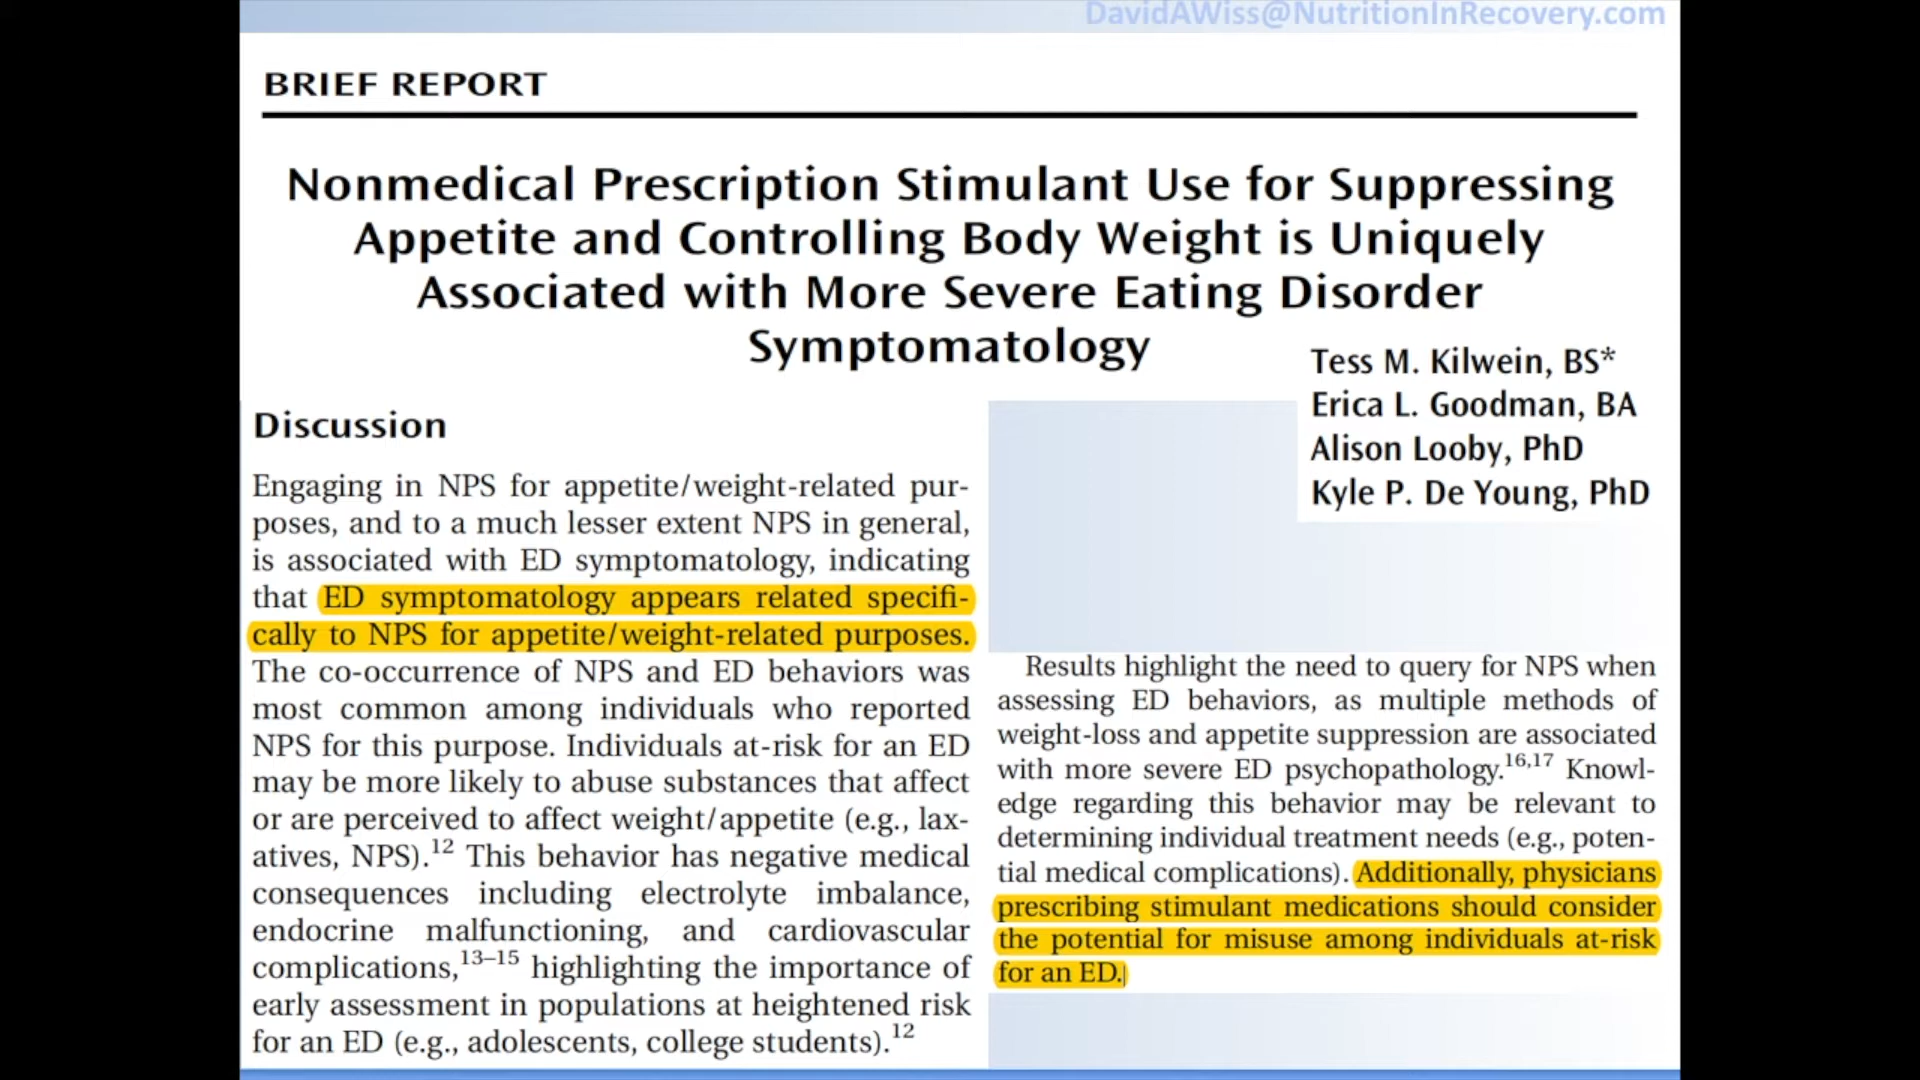 DavidAWiss@NutritionInRecovery.com
BRIEF REPORT
Nonmedical Prescription Stimulant Use for Suppressing
Appetite and Controlling Body Weight is Uniquely
Associated with More Severe Eating Disorder
Symptomatology
Tess M. Kilwein, BS*
Erica L. Goodman, BA
Alison Looby, PhD
Kyle P. De Young, PhD
Discussion
Engaging in NPS for appetite/weight-related pur-
poses, and to a much lesser extent NPS in general,
is associated with ED symptomatology, indicating
that ED symptomatology appears related specifi-
cally to NPS for appetite/weight-related purposes.
The co-occurrence of NPS and ED behaviors was
most common among individuals who reported
NPS for this purpose. Individuals at-risk for an ED
may be more likely to abuse substances that affect
or are perceived to affect weight/appetite (e.g., lax-
atives, NPS).12 This behavior has negative medical
consequences including electrolyte imbalance,
endocrine malfunctioning, and cardiovascular
complications,13–15 highlighting the importance of
early assessment in populations at heightened risk
for an ED (e.g., adolescents, college students).12
Results highlight the need to query for NPS when
assessing ED behaviors, as multiple methods of
weight-loss and appetite suppression are associated
with more severe ED psychopathology.16,17 Knowl-
edge regarding this behavior may be relevant to
determining individual treatment needs (e.g., poten-
tial medical complications). Additionally, physicians
prescribing stimulant medications should consider
the potential for misuse among individuals at-risk
for an ED.